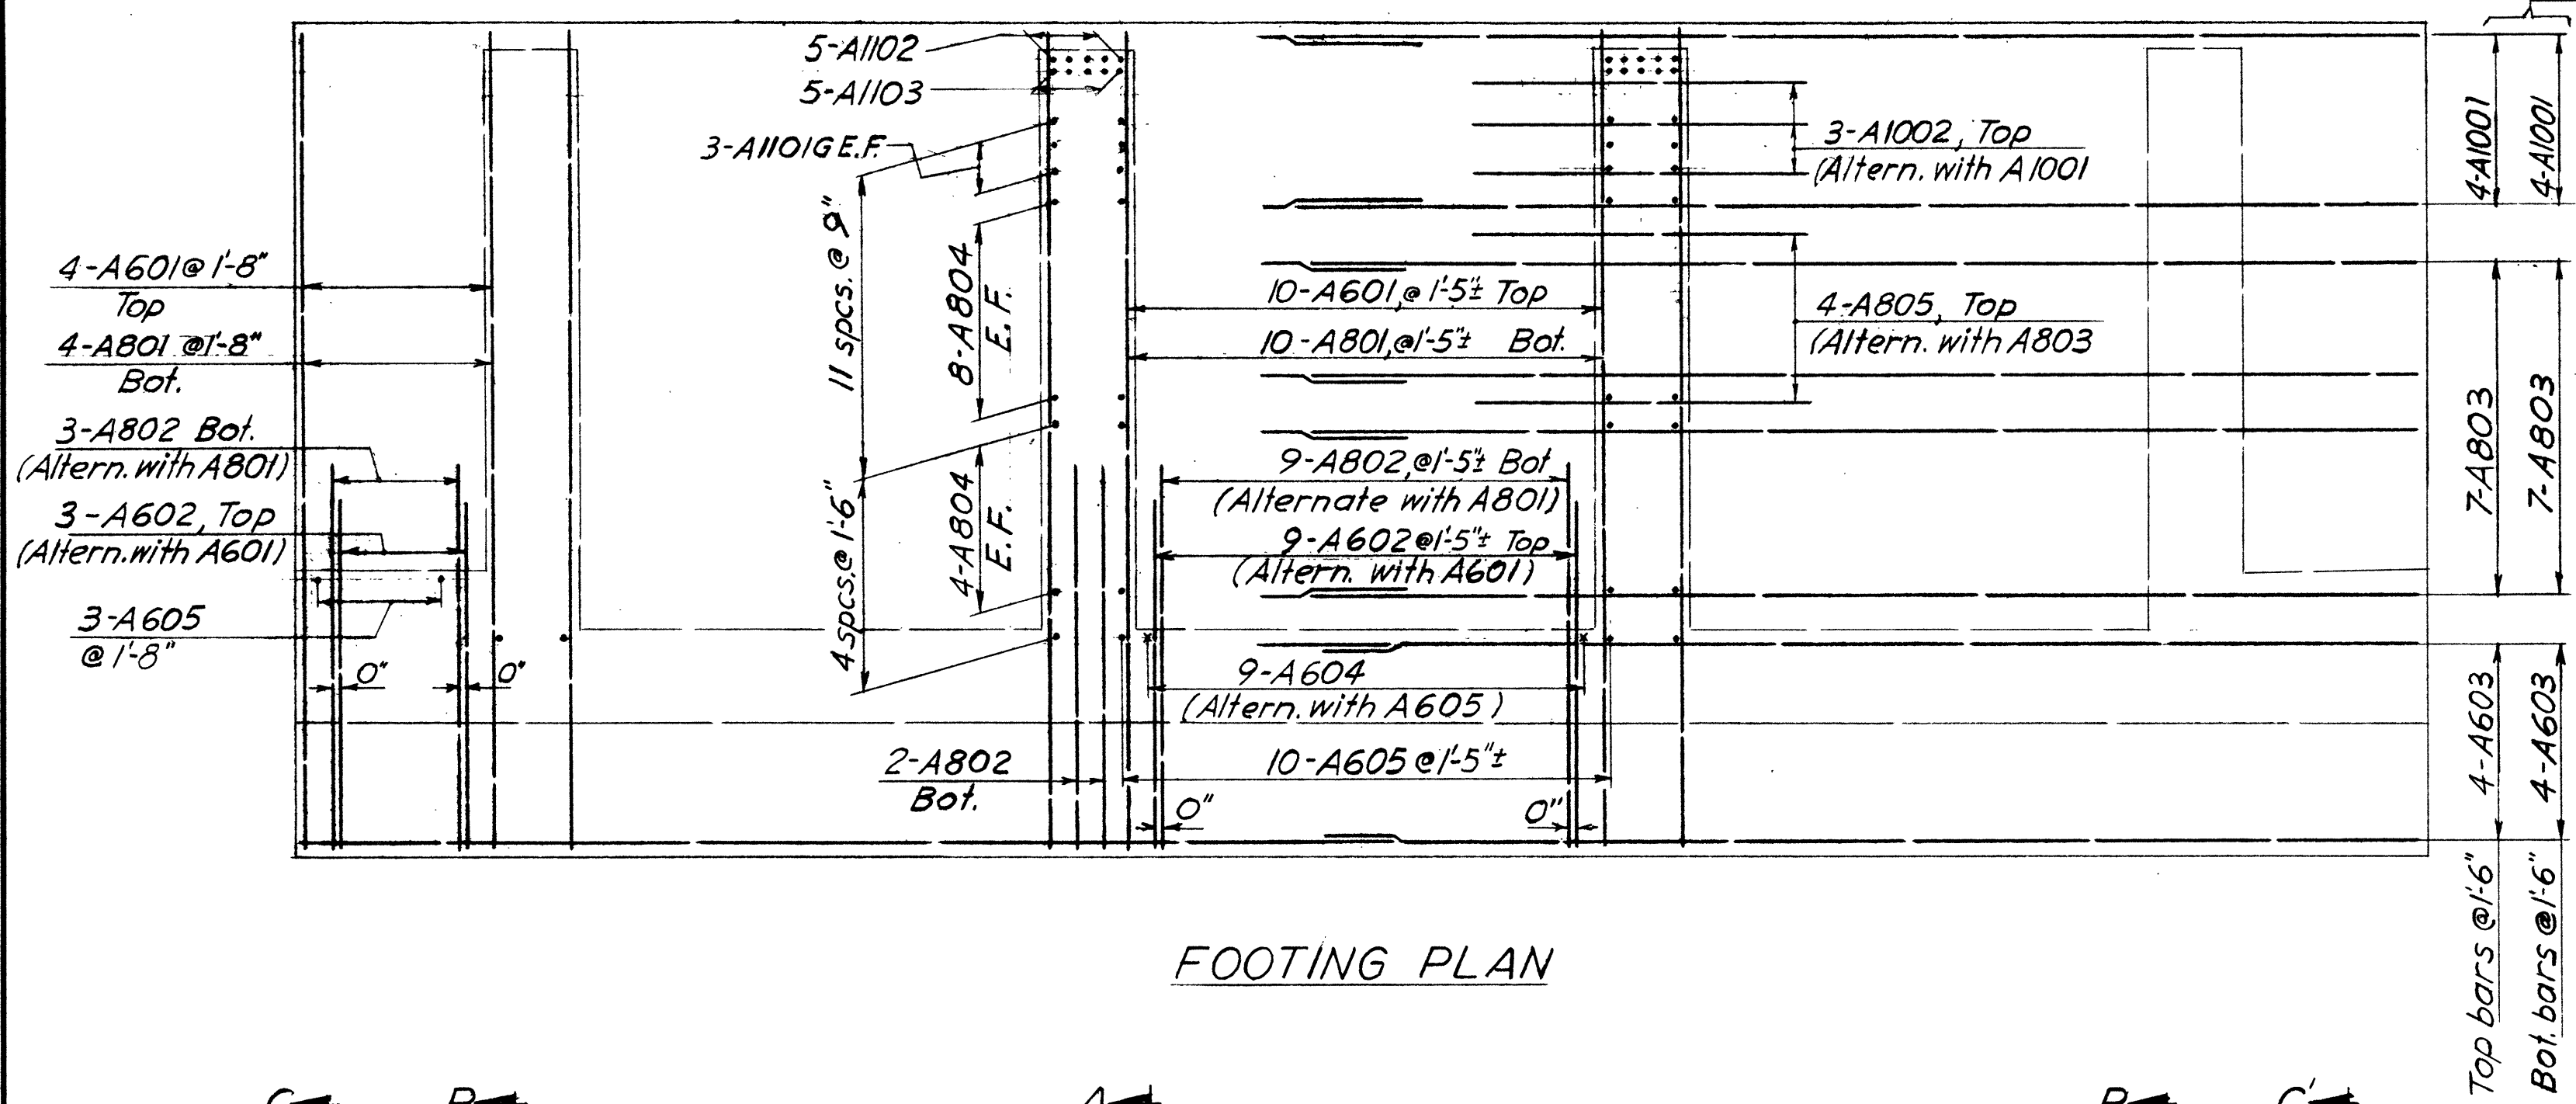 5-A1102
5-A1103
3-A1101G E.F.
4-A601@ 1'-8"
Top
4-A801 @1'-8"
Bot.
3-A802 Bot.
(Altern. with A801)
3-A602, Top
(Altern. with A601)
3-A605
@ 1'-8"
0"
0"
11 spcs. @ 9"
8-A804
E.F.
4 spcs. @ 1'-6"
4-A804
E.F.
2-A802
Bot.
10-A601,@ 1'-5"± Top
10-A801,@1'-5"± Bot.
9-A802,@1'-5"± Bot
(Alternate with A801)
9-A602@1'-5"± Top
(Altern. with A601)
9-A604
(Altern. with A605)
10-A605@1'-5"±
0"
0"
3-A1002, Top
(Altern. with A1001
4-A805, Top
(Altern. with A803
4-A1001
4-A1001
7-A803
7-A803
4-A603
4-A603
Top bars @1'-6"
Bot. bars @1'-6"
FOOTING PLAN